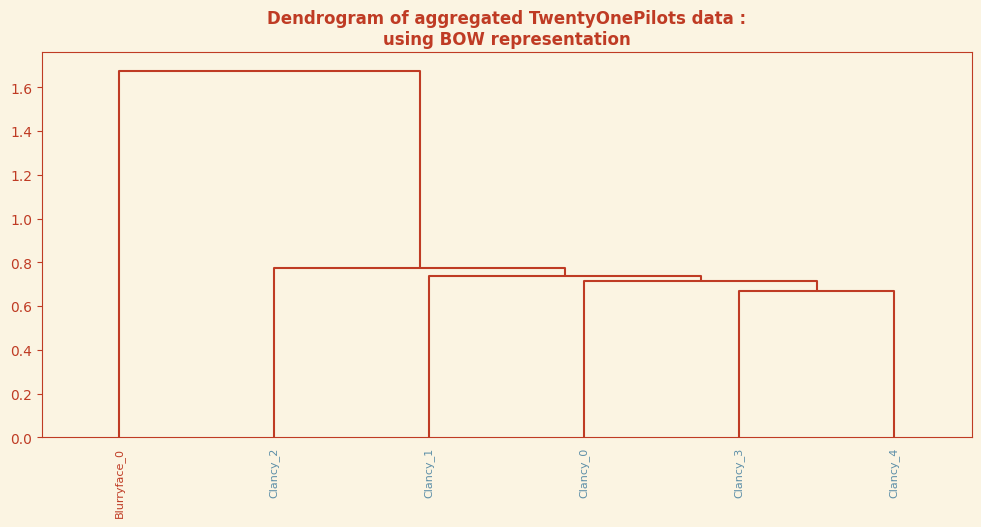 Dendrogram of aggregated TwentyOnePilots data :
using BOW representation
1.6
1.4
1.2
1.0
0.8
0.6
0.4
0.2
0.0
Blurryface_0
Clancy_2
Clancy_1
Clancy_0
Clancy_3
Clancy_4